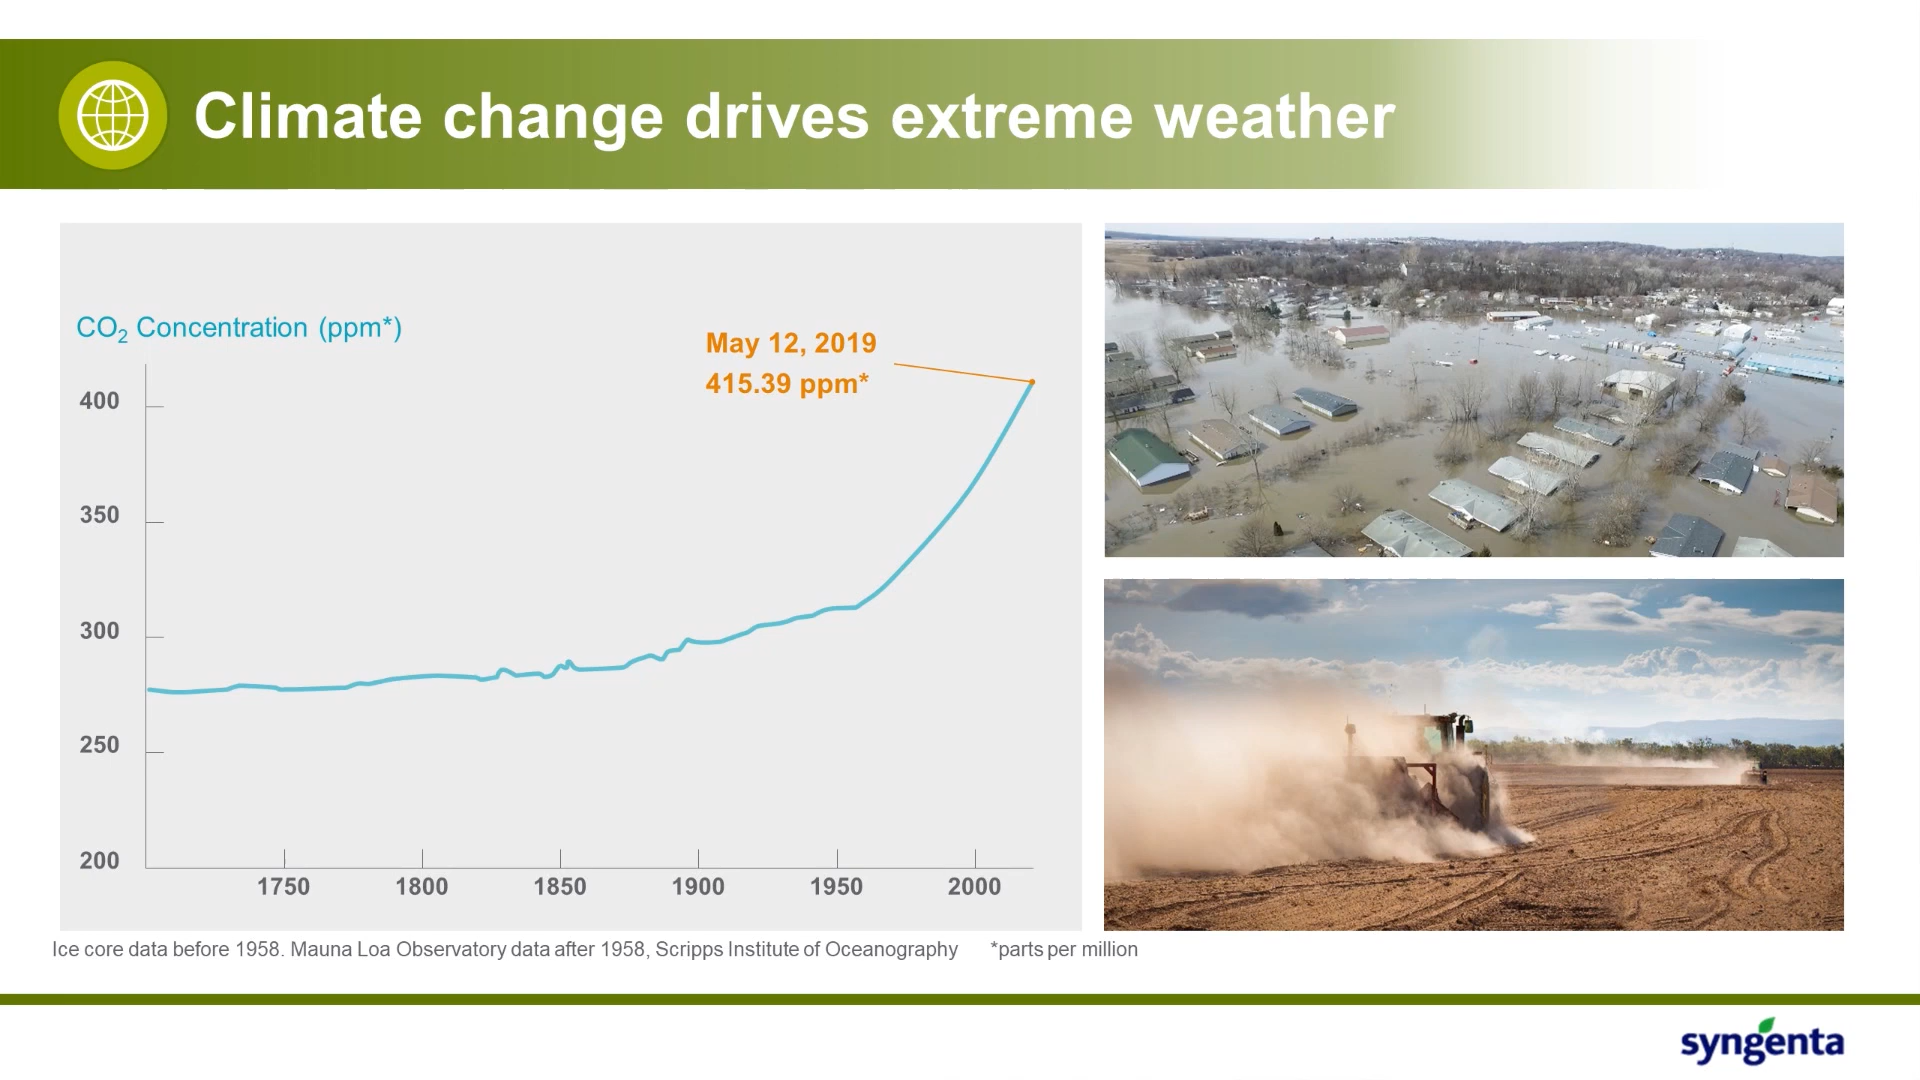 Climate change drives extreme weather
CO₂ Concentration (ppm*)
May 12, 2019
415.39 ppm*
400
350
300
250
200
1750 1800 1850 1900 1950 2000
Ice core data before 1958. Mauna Loa Observatory data after 1958, Scripps Institute of Oceanography *parts per million
syngenta